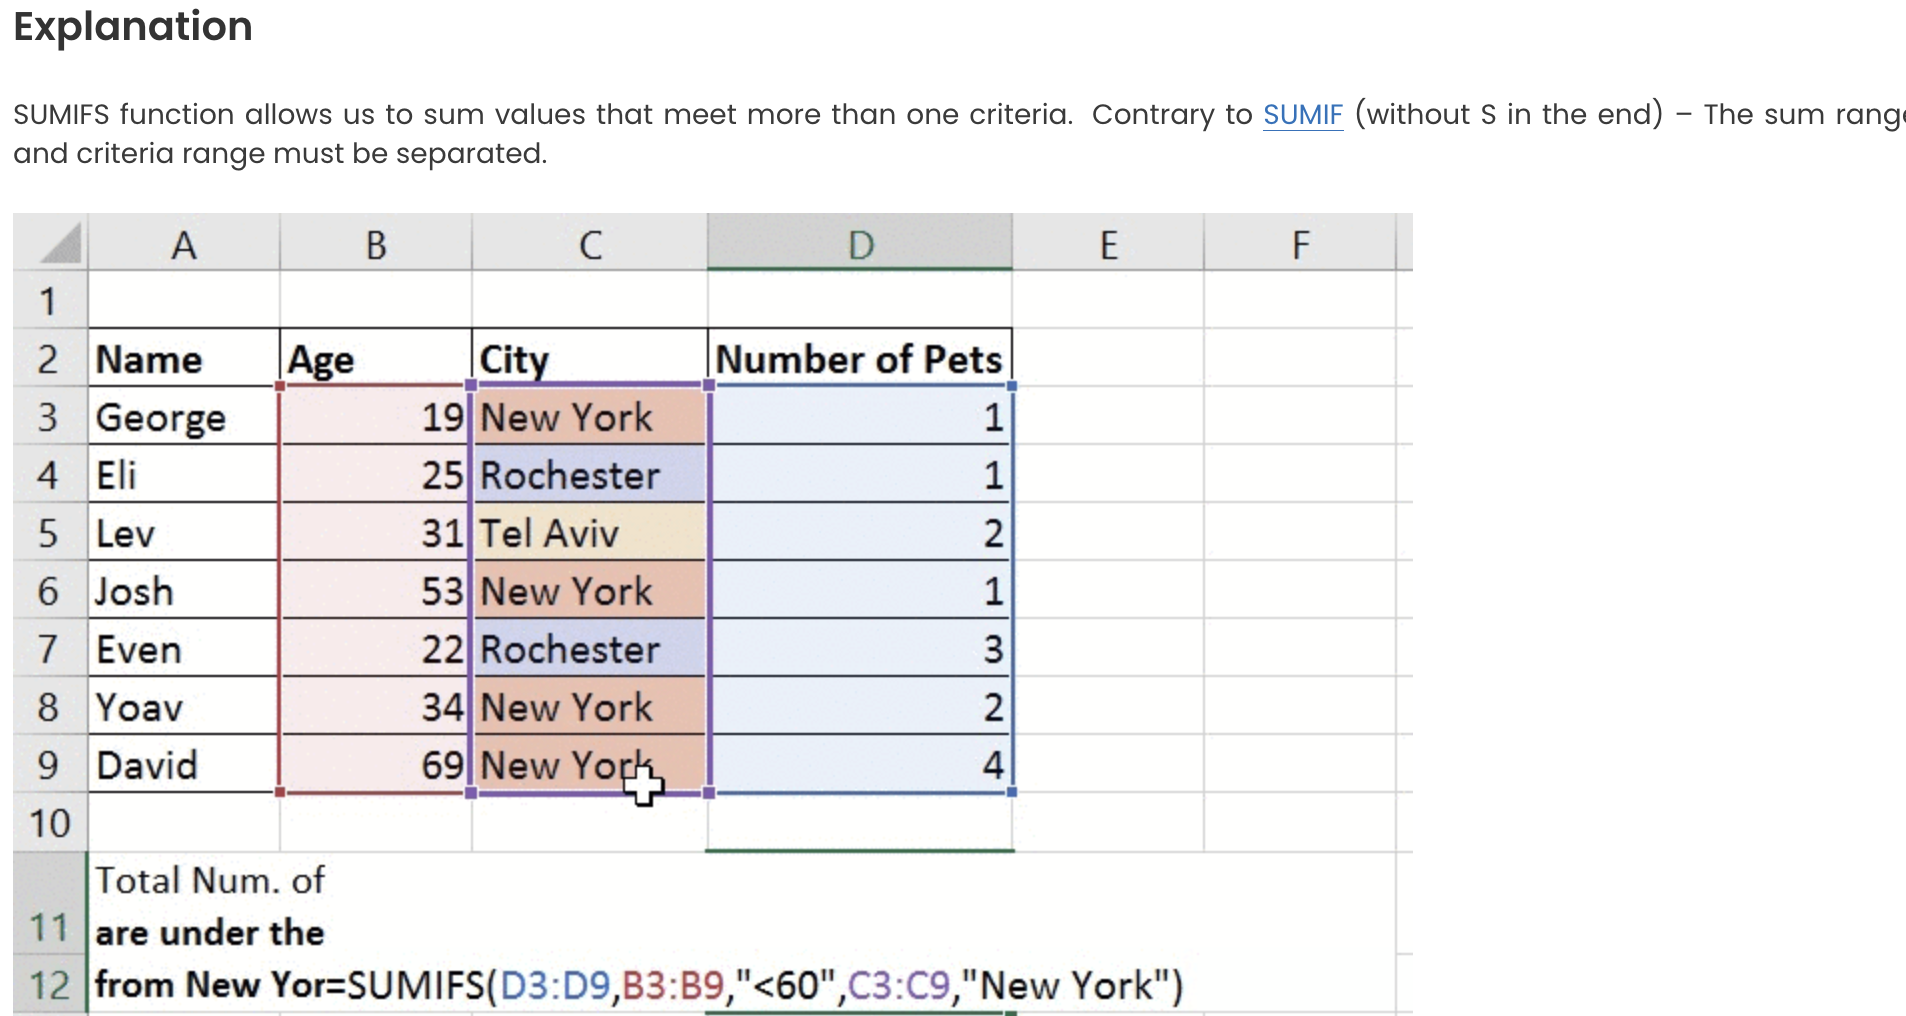 Explanation
SUMIFS function allows us to sum values that meet more than one criteria. Contrary to SUMIF (without S in the end) – The sum range
and criteria range must be separated.
A B C D E F
1
2 Name Age City Number of Pets
3 George 19 New York 1
4 Eli 25 Rochester 1
5 Lev 31 Tel Aviv 2
6 Josh 53 New York 1
7 Even 22 Rochester 3
8 Yoav 34 New York 2
9 David 69 New York 4
10
Total Num. of
11 are under the
12 from New Yor=SUMIFS(D3:D9,B3:B9,"<60",C3:C9,"New York")